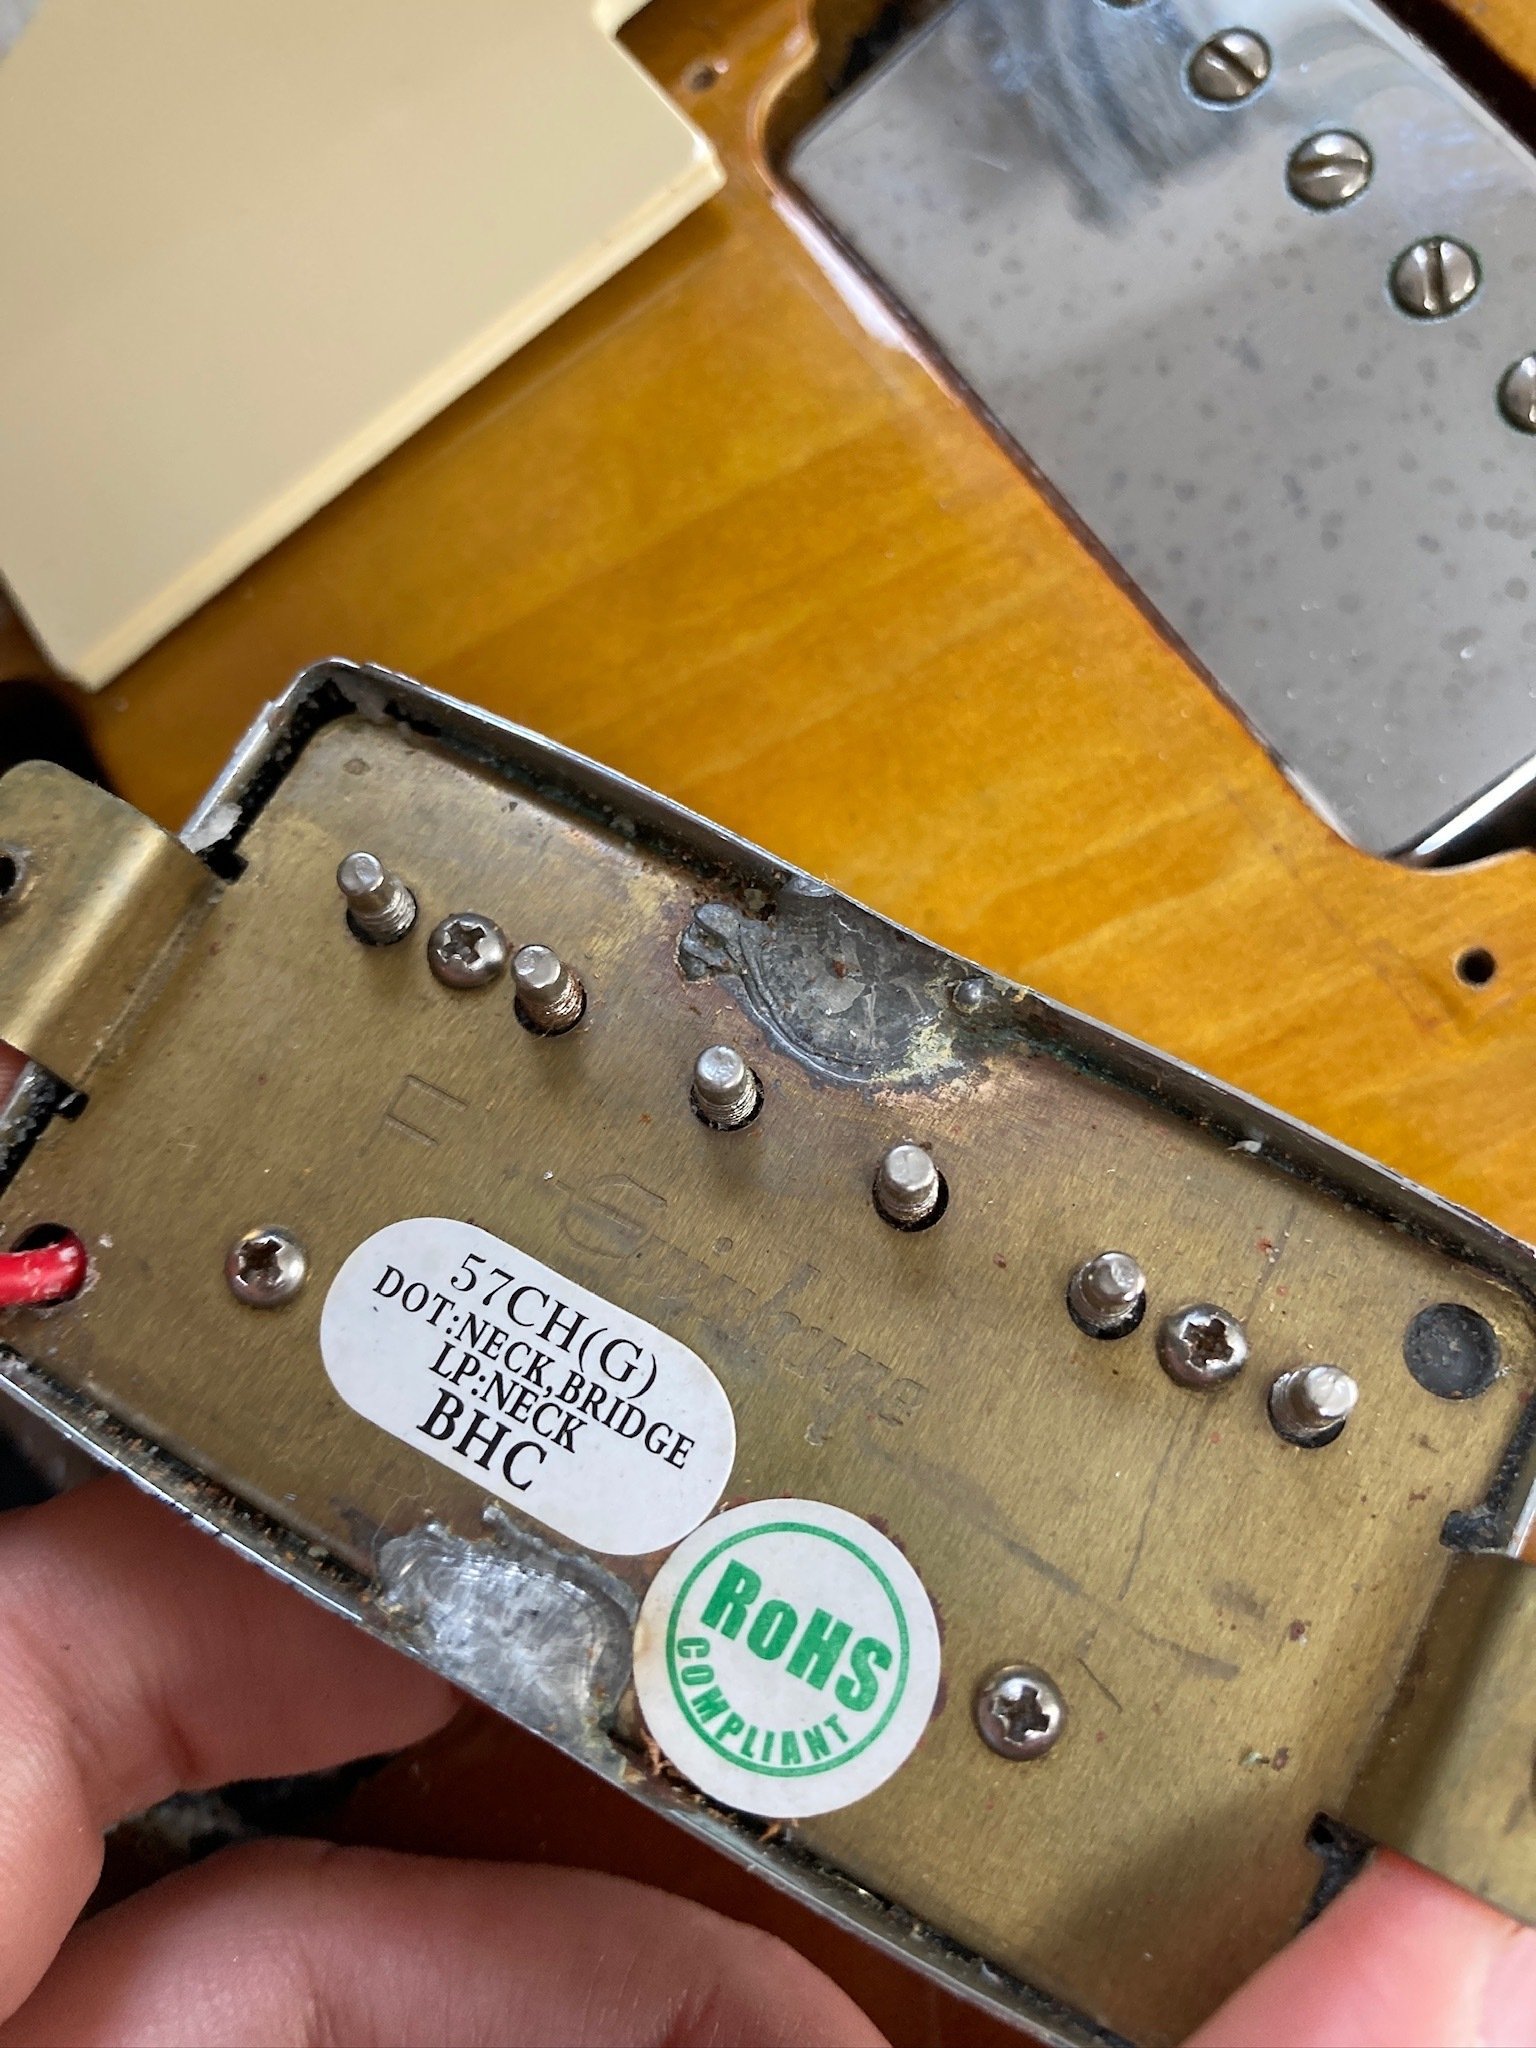 57CH(G)
DOT:NECK,BRIDGE
LP:NECK
BHC
RoHS
COMPLIANT